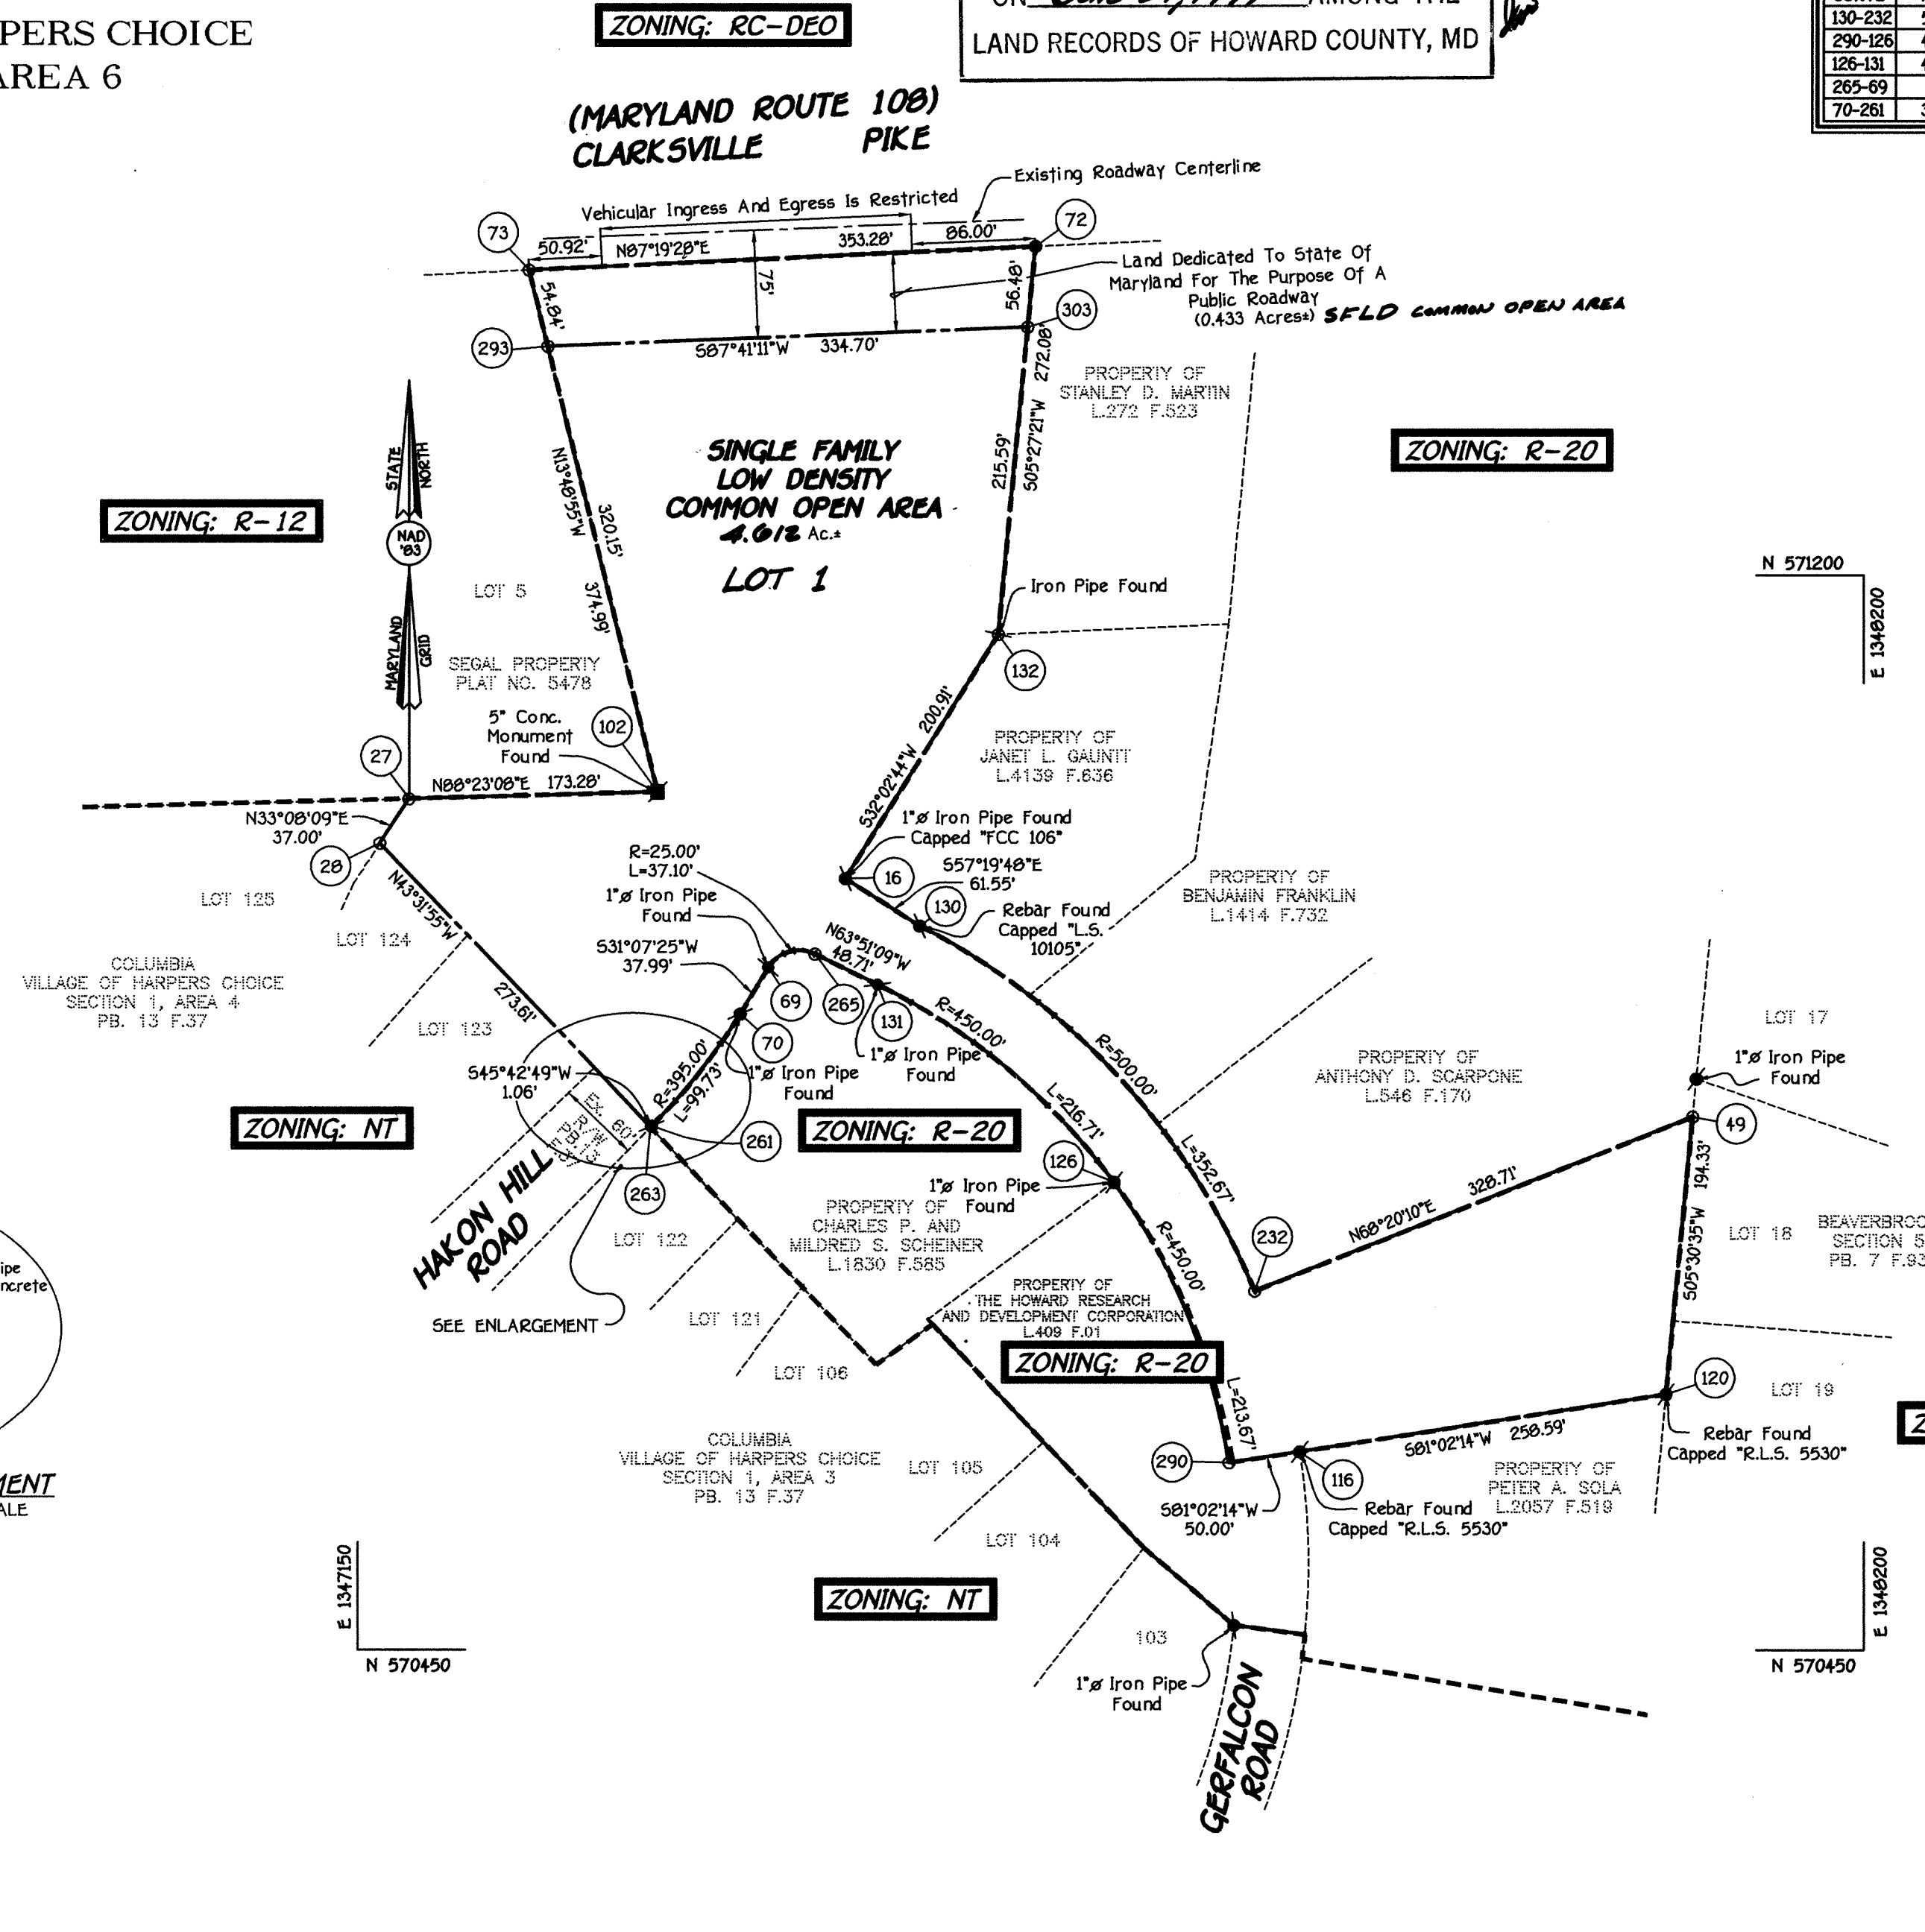 PERS CHOICE
AREA 6
ZONING: RC-DEO
ON AMONG THE
LAND RECORDS OF HOWARD COUNTY, MD
130-232
290-126
126-131
265-69
70-261
(MARYLAND ROUTE 108)
CLARKSVILLE PIKE
Existing Roadway Centerline
Vehicular Ingress And Egress Is Restricted
73
72
50.92'
N87°19'28"E
353.28'
86.00'
54.84'
75'
56.48'
Land Dedicated To State Of
Maryland For The Purpose Of A
Public Roadway
(0.433 Acres±) SFLD COMMON OPEN AREA
303
293
S87°41'11"W 334.70'
272.08'
S05°27'21"W
215.59'
PROPERTY OF
STANLEY D. MARTIN
L.272 F.523
ZONING: R-20
SINGLE FAMILY
LOW DENSITY
COMMON OPEN AREA
4.612 Ac.±
LOT 1
N13°48'55"W
320.15'
374.99'
STATE NORTH
NAD
'83
MARYLAND GRID
ZONING: R-12
LOT 5
SEGAL PROPERTY
PLAT NO. 5478
5" Conc.
Monument
Found
102
27
N88°23'08"E 173.28'
N33°08'09"E
37.00'
28
Iron Pipe Found
132
N 571200
E 1348200
S32°02'44"W 200.91'
PROPERTY OF
JANET L. GAUNTT
L.4139 F.636
1"ø Iron Pipe Found
Capped "FCC 106"
16
S57°19'48"E
61.55'
130
Rebar Found
Capped "L.S.
10105"
PROPERTY OF
BENJAMIN FRANKLIN
L.1414 F.732
R=25.00'
L=37.10'
1"ø Iron Pipe
Found
S31°07'25"W
37.99'
N63°51'09"W
48.71'
69
265
131
70
1"ø Iron Pipe
Found
1"ø Iron Pipe
Found
LOT 125
LOT 124
COLUMBIA
VILLAGE OF HARPERS CHOICE
SECTION 1, AREA 4
PB. 13 F.37
N43°31'55"W
273.61'
LOT 123
S45°42'49"W
1.06'
R=395.00'
L=99.73'
EX. 60'
R/W
261
263
ZONING: NT
ZONING: R-20
HAKON HILL
ROAD
SEE ENLARGEMENT
LOT 122
LOT 121
LOT 106
R=450.00'
L=216.71'
R=500.00'
L=352.67'
126
1"ø Iron Pipe
Found
PROPERTY OF
CHARLES P. AND
MILDRED S. SCHEINER
L.1830 F.585
R=450.00'
L=213.67'
232
PROPERTY OF
ANTHONY D. SCARPONE
L.546 F.170
LOT 17
1"ø Iron Pipe
Found
49
N68°20'10"E 328.71'
S05°30'35"W 194.33'
LOT 18
BEAVERBROO
SECTION 5
PB. 7 F.93
PROPERTY OF
THE HOWARD RESEARCH
AND DEVELOPMENT CORPORATION
L.409 F.01
ZONING: R-20
120
LOT 19
Rebar Found
Capped "R.L.S. 5530"
S81°02'14"W 258.59'
290
116
S81°02'14"W
50.00'
Rebar Found
Capped "R.L.S. 5530"
PROPERTY OF
PETER A. SOLA
L.2057 F.519
ipe
ncrete
MENT
ALE
COLUMBIA
VILLAGE OF HARPERS CHOICE
SECTION 1, AREA 3
PB. 13 F.37
LOT 105
LOT 104
103
ZONING: NT
E 1347150
N 570450
1"ø Iron Pipe
Found
GERFALCON
ROAD
E 1348200
N 570450